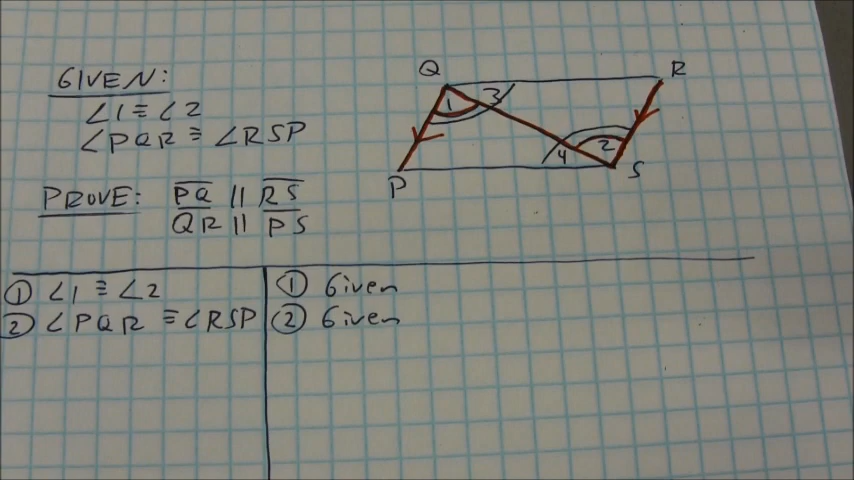 GIVEN:
∠1 ≅ ∠2
∠PQR ≅ ∠RSP
PROVE: PQ || RS
QR || PS
Q
R
1
3
4
2
P
S
① ∠1 ≅ ∠2
② ∠PQR ≅ ∠RSP
① Given
② Given